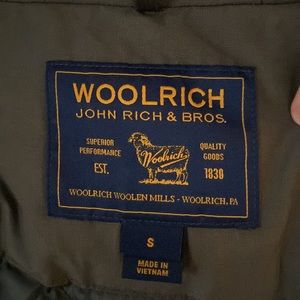 WOOLRICH
JOHN RICH & BROS.
SUPERIOR
PERFORMANCE
QUALITY
GOODS
Woolrich
EST.
1830
WOOLRICH WOOLEN MILLS - WOOLRICH, PA
S
MADE IN
VIETNAM